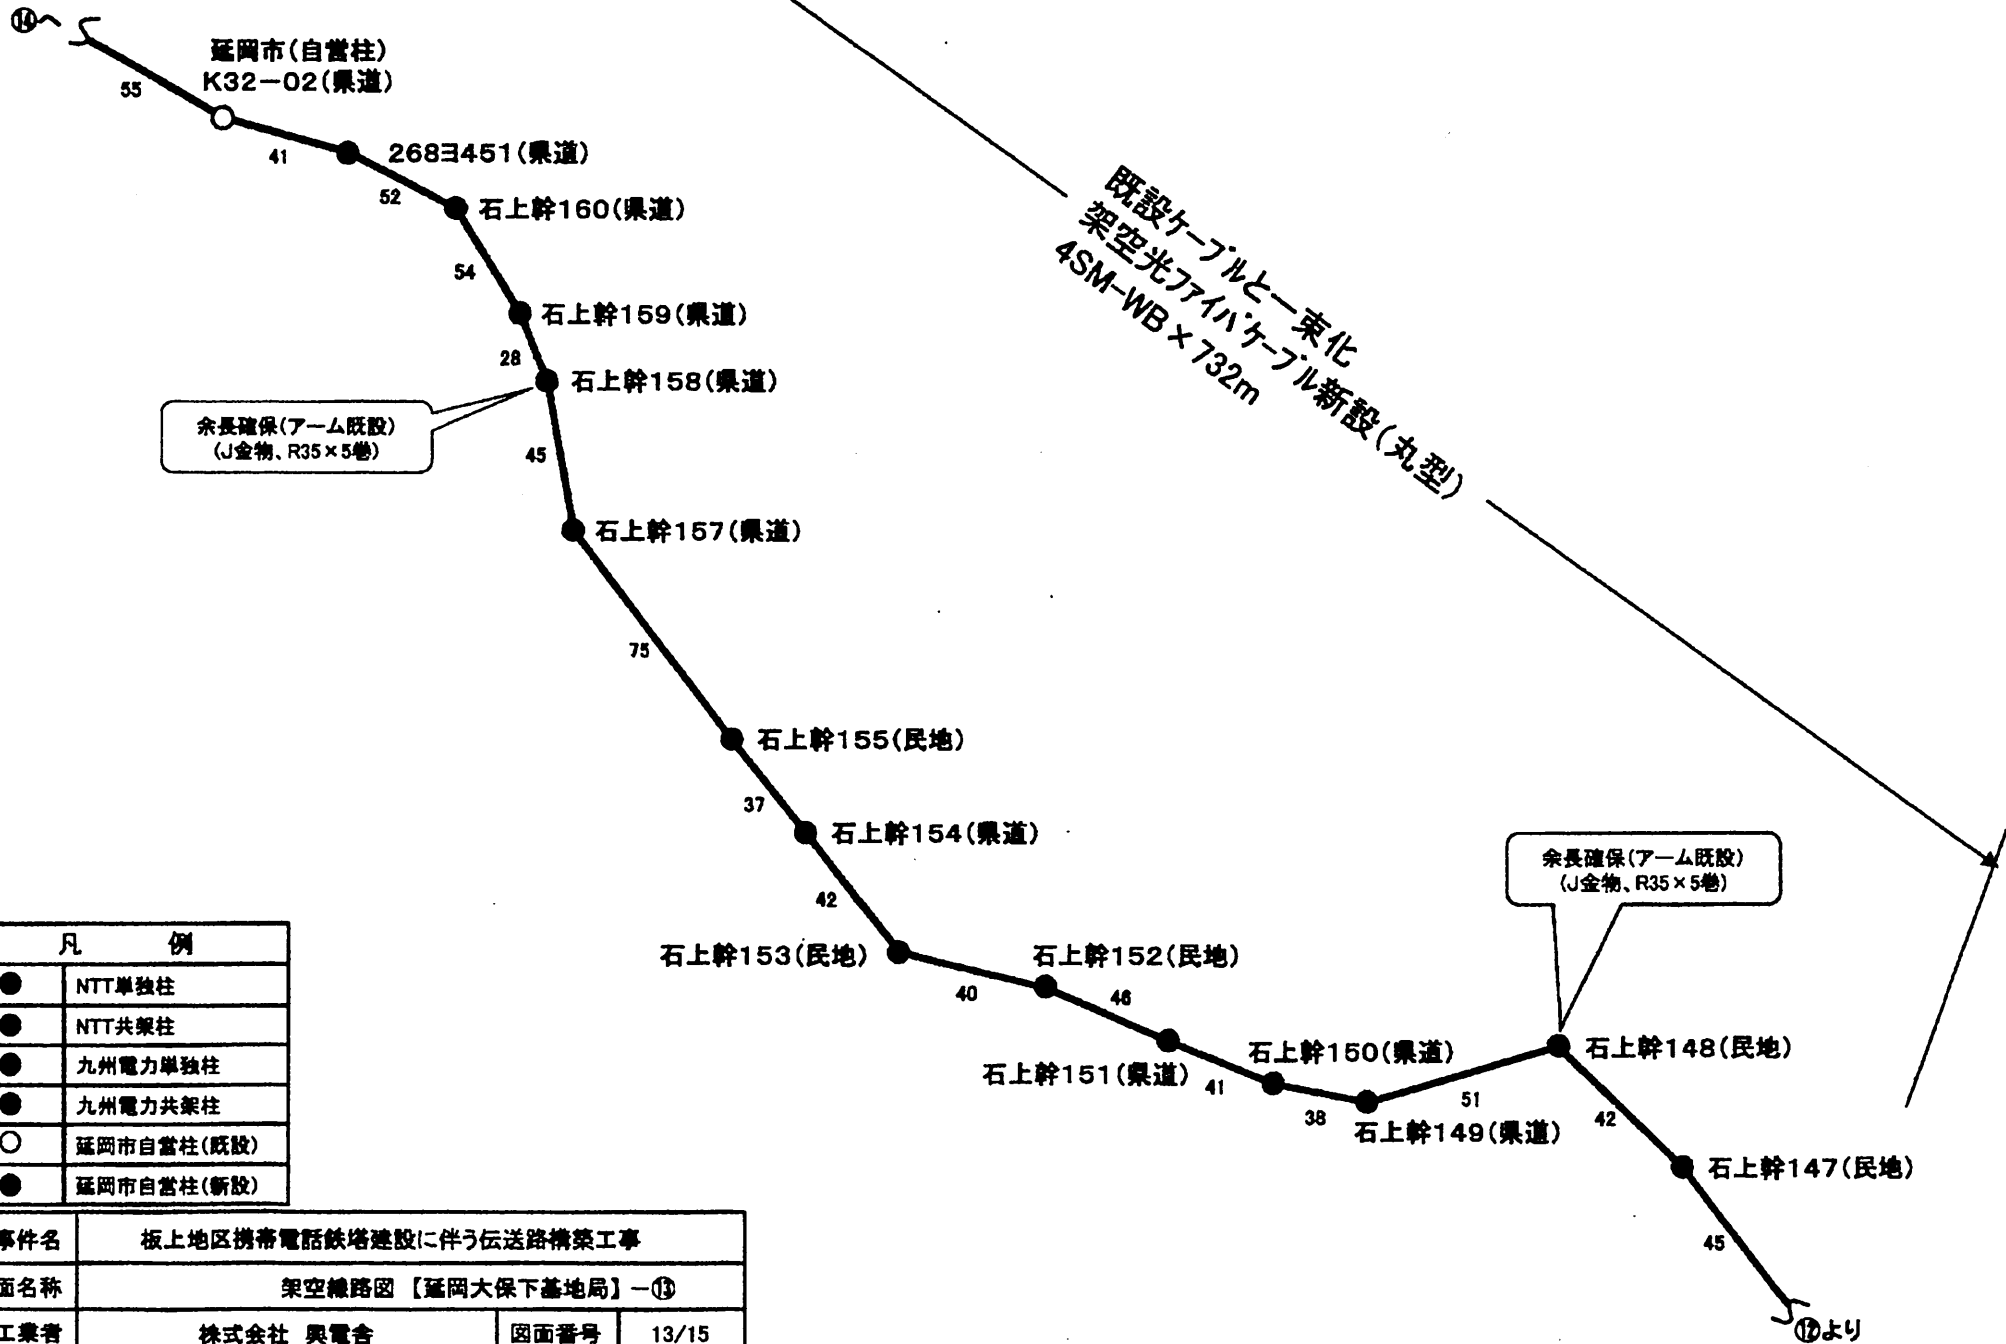 ⑭へ
延岡市(自営柱)
K32-02(県道)
55
41
268ヨ451(県道)
52
石上幹160(県道)
54
石上幹159(県道)
28
石上幹158(県道)
余長確保(アーム既設)
(J金物、R35×5巻)
45
石上幹157(県道)
75
石上幹155(民地)
37
石上幹154(県道)
42
石上幹153(民地)
40
石上幹152(民地)
46
石上幹151(県道)
41
石上幹150(県道)
38
石上幹149(県道)
51
余長確保(アーム既設)
(J金物、R35×5巻)
石上幹148(民地)
42
石上幹147(民地)
45
⑫より
既設ケーブルと一束化
架空光ファイバケーブル新設(丸型)
4SM-WB×732m
凡 例
NTT単独柱
NTT共架柱
九州電力単独柱
九州電力共架柱
延岡市自営柱(既設)
延岡市自営柱(新設)
事件名 板上地区携帯電話鉄塔建設に伴う伝送路構築工事
面名称 架空線路図 【延岡大保下基地局】-⑬
工業者 株式会社 興電舎 図面番号 13/15